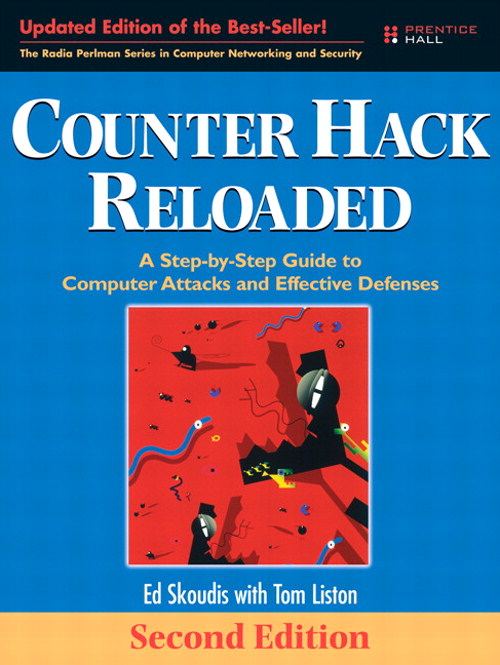 Updated Edition of the Best-Seller!
The Radia Perlman Series in Computer Networking and Security
PRENTICE
HALL
COUNTER HACK
RELOADED
A Step-by-Step Guide to
Computer Attacks and Effective Defenses
Ed Skoudis with Tom Liston
Second Edition